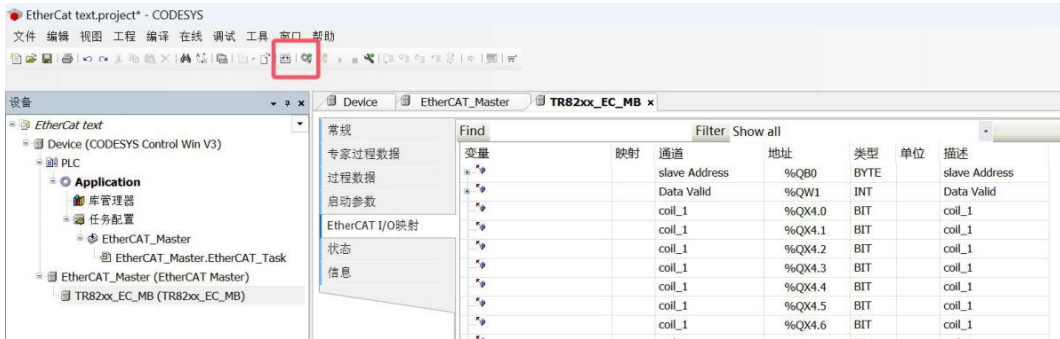 EtherCat text.project* - CODESYS
文件 编辑 视图 工程 编译 在线 调试 工具 窗口 帮助
设备
EtherCat text
Device (CODESYS Control Win V3)
PLC
Application
库管理器
任务配置
EtherCAT_Master
EtherCAT_Master.EtherCAT_Task
EtherCAT_Master (EtherCAT Master)
TR82xx_EC_MB (TR82xx_EC_MB)
Device EtherCAT_Master TR82xx_EC_MB
常规
专家过程数据
过程数据
启动参数
EtherCAT I/O映射
状态
信息
Find Filter Show all
变量 映射 通道 地址 类型 单位 描述
slave Address %QB0 BYTE slave Address
Data Valid %QW1 INT Data Valid
coil_1 %QX4.0 BIT coil_1
coil_1 %QX4.1 BIT coil_1
coil_1 %QX4.2 BIT coil_1
coil_1 %QX4.3 BIT coil_1
coil_1 %QX4.4 BIT coil_1
coil_1 %QX4.5 BIT coil_1
coil_1 %QX4.6 BIT coil_1